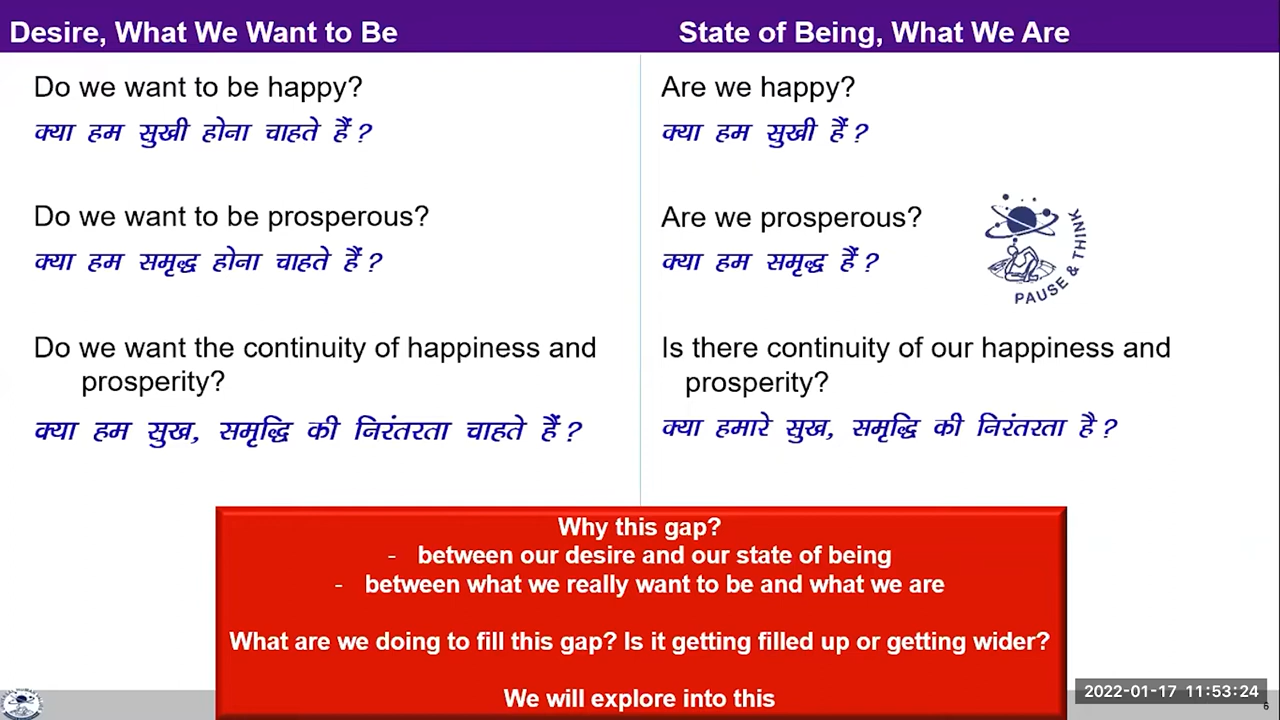 Desire, What We Want to Be
State of Being, What We Are
Do we want to be happy?
क्या हम सुखी होना चाहते हैं ?
Do we want to be prosperous?
क्या हम समृद्ध होना चाहते हैं ?
Do we want the continuity of happiness and
prosperity?
क्या हम सुख, समृद्धि की निरंतरता चाहते हैं ?
Are we happy?
क्या हम सुखी हैं ?
Are we prosperous?
क्या हम समृद्ध हैं ?
PAUSE & THINK
Is there continuity of our happiness and
prosperity?
क्या हमारे सुख, समृद्धि की निरंतरता है ?
Why this gap?
- between our desire and our state of being
- between what we really want to be and what we are
What are we doing to fill this gap? Is it getting filled up or getting wider?
We will explore into this
2022-01-17 11:53:24
6